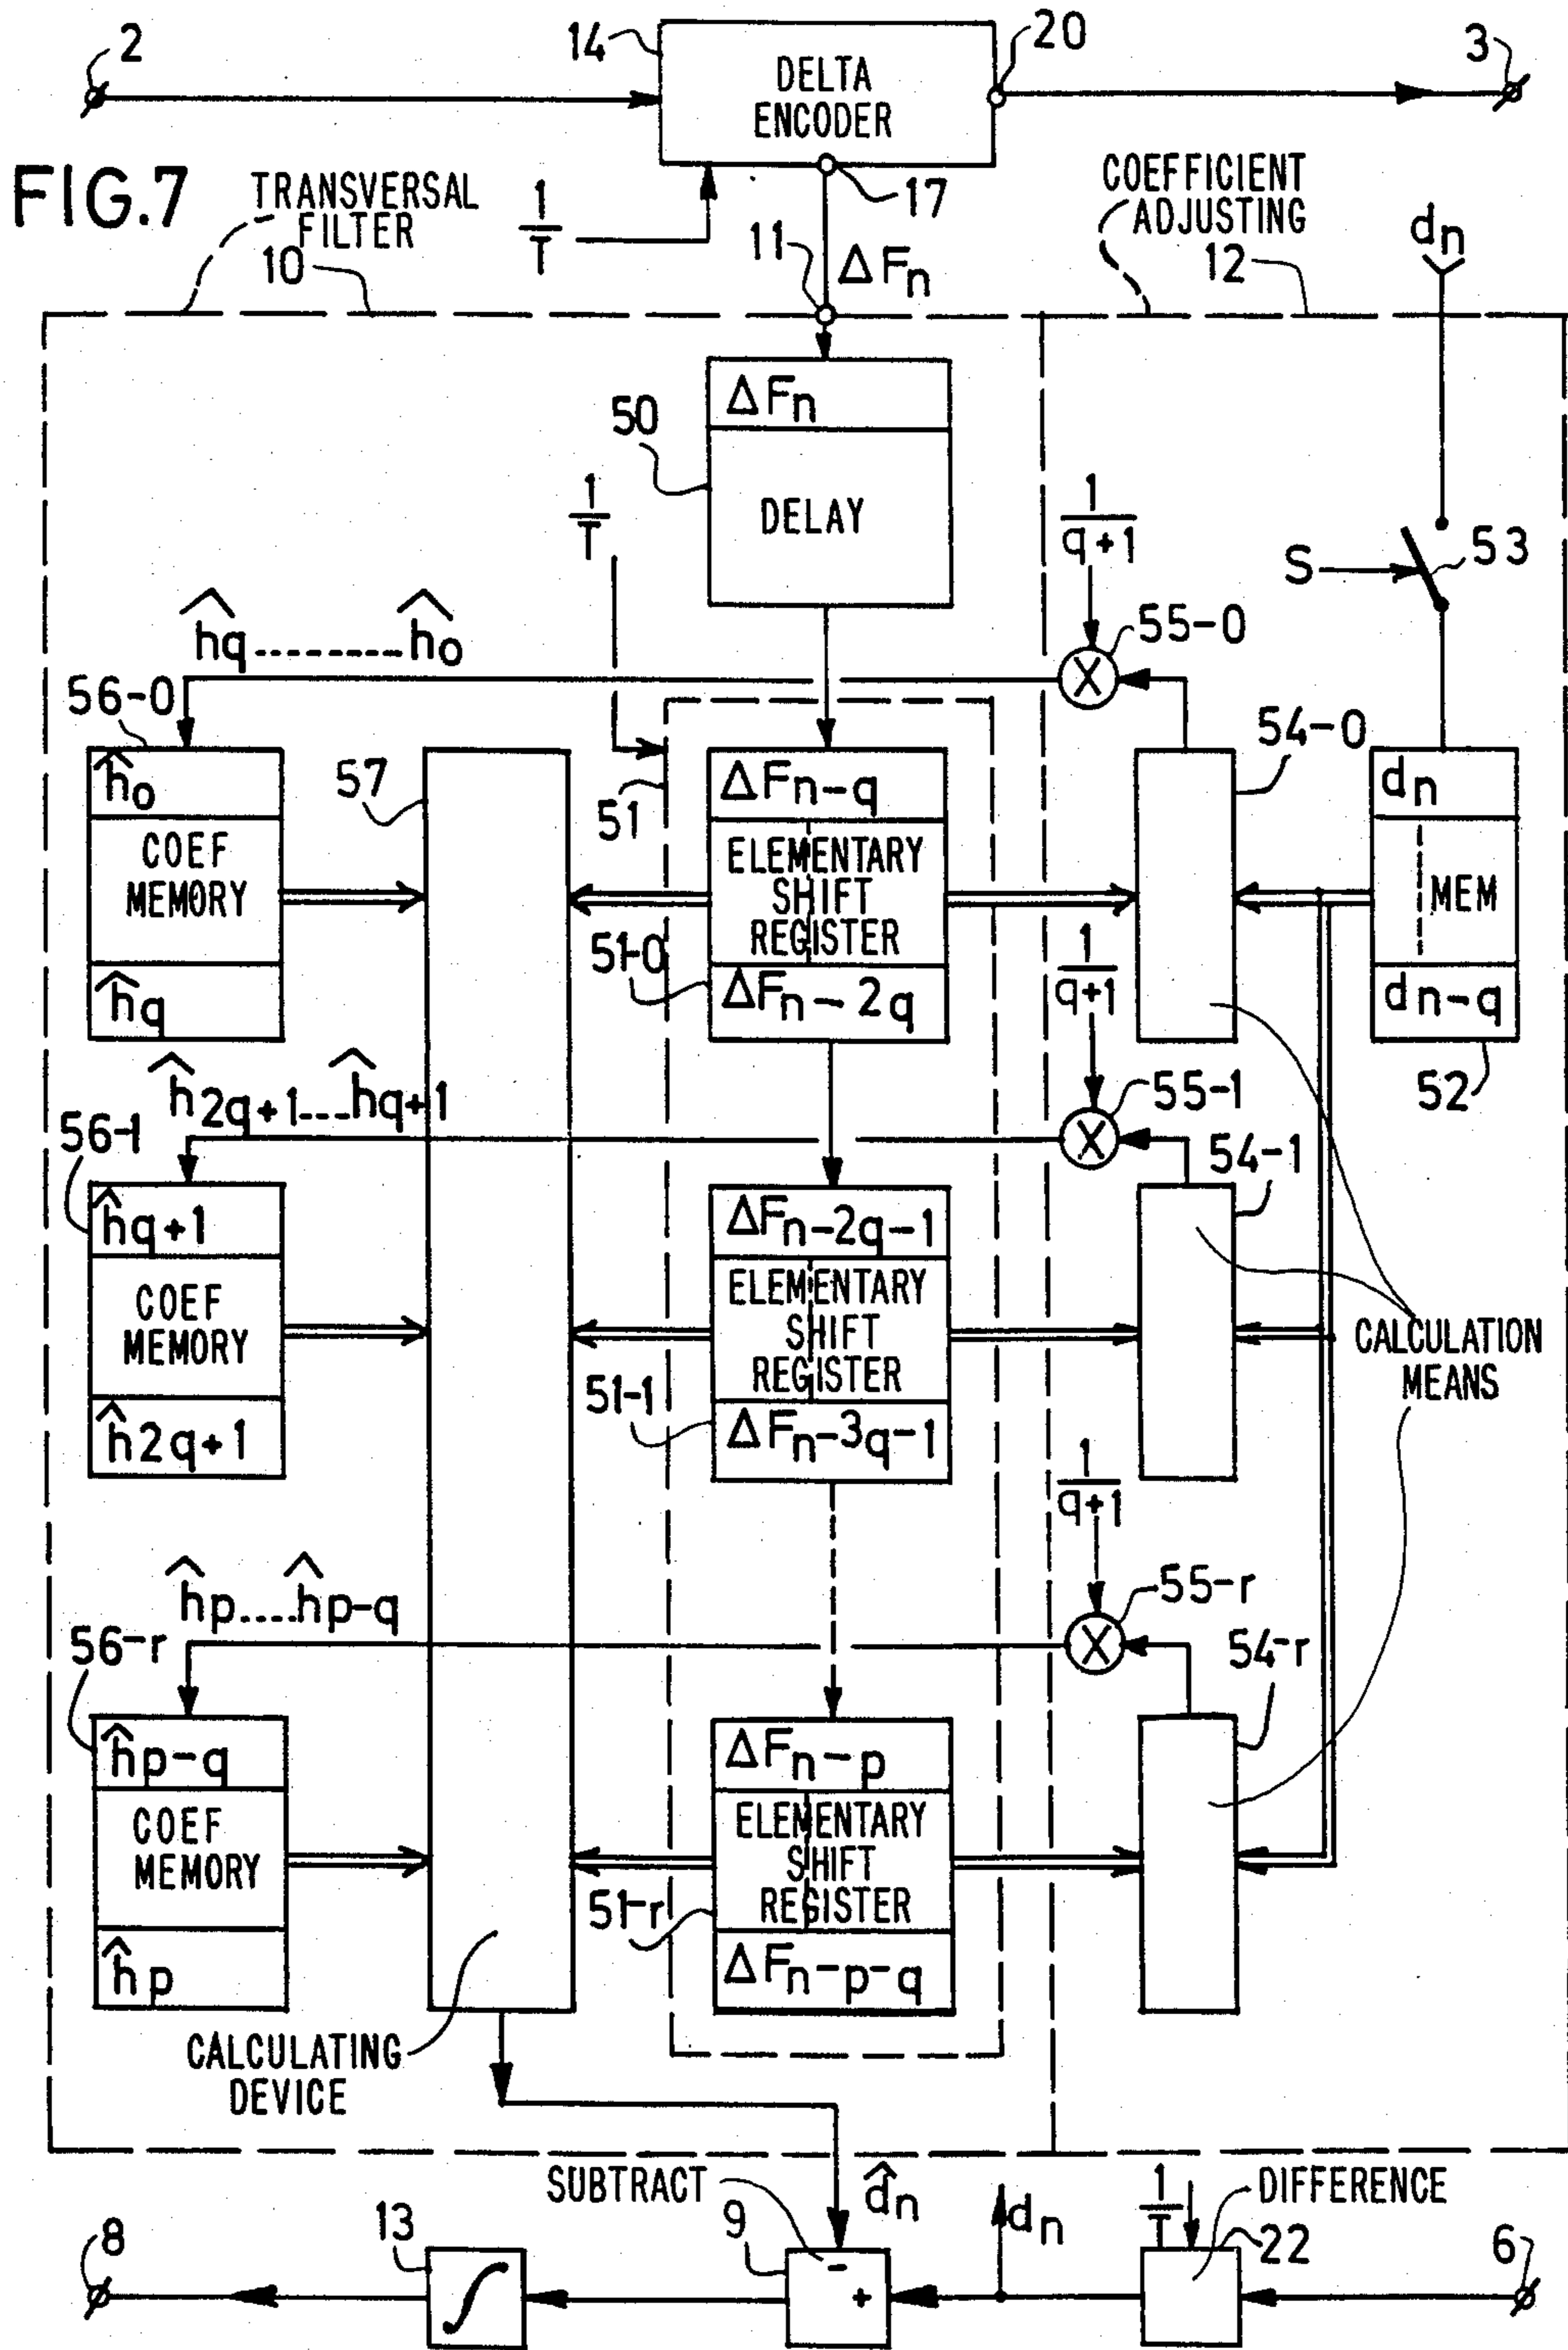 2
14
DELTA
ENCODER
20
3
FIG.7
TRANSVERSAL
FILTER
10
1/T
17
11
ΔFn
COEFFICIENT
ADJUSTING
12
dn
50
ΔFn
DELAY
1/T
1/q+1
S
53
ĥq.........ĥo
55-0
X
56-0
ĥo
COEF
MEMORY
ĥq
57
51
ΔFn-q
ELEMENTARY
SHIFT
REGISTER
51-0
ΔFn-2q
54-0
dn
MEM
dn-q
52
1/q+1
ĥ2q+1...ĥq+1
55-1
X
56-1
ĥq+1
COEF
MEMORY
ĥ2q+1
ΔFn-2q-1
ELEMENTARY
SHIFT
REGISTER
51-1
ΔFn-3q-1
54-1
CALCULATION
MEANS
1/q+1
ĥp....ĥp-q
55-r
X
56-r
ĥp-q
COEF
MEMORY
ĥp
ΔFn-p
ELEMENTARY
SHIFT
REGISTER
51-r
ΔFn-p-q
54-r
CALCULATING
DEVICE
SUBTRACT
d̂n
dn
1/T
DIFFERENCE
8
13
∫
9
-
+
22
6